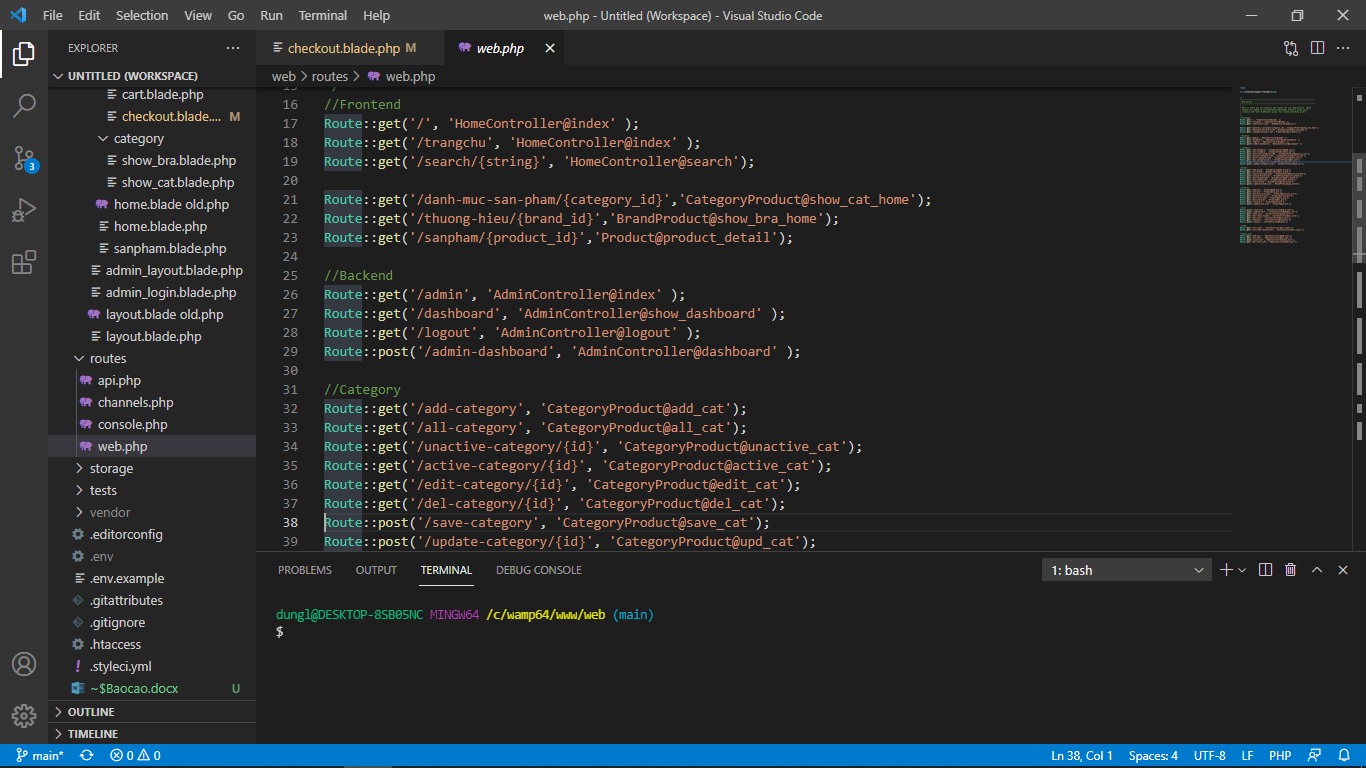 File Edit Selection View Go Run Terminal Help
web.php - Untitled (Workspace) - Visual Studio Code
EXPLORER
UNTITLED (WORKSPACE)
cart.blade.php
checkout.blade.... M
category
show_bra.blade.php
show_cat.blade.php
home.blade old.php
home.blade.php
sanpham.blade.php
admin_layout.blade.php
admin_login.blade.php
layout.blade old.php
layout.blade.php
routes
api.php
channels.php
console.php
web.php
storage
tests
vendor
.editorconfig
.env
.env.example
.gitattributes
.gitignore
.htaccess
.styleci.yml
~$Baocao.docx U
OUTLINE
TIMELINE
3
checkout.blade.php M
web.php
web > routes > web.php
16 //Frontend
17 Route::get('/', 'HomeController@index' );
18 Route::get('/trangchu', 'HomeController@index' );
19 Route::get('/search/{string}', 'HomeController@search');
20
21 Route::get('/danh-muc-san-pham/{category_id}','CategoryProduct@show_cat_home');
22 Route::get('/thuong-hieu/{brand_id}','BrandProduct@show_bra_home');
23 Route::get('/sanpham/{product_id}','Product@product_detail');
24
25 //Backend
26 Route::get('/admin', 'AdminController@index' );
27 Route::get('/dashboard', 'AdminController@show_dashboard' );
28 Route::get('/logout', 'AdminController@logout' );
29 Route::post('/admin-dashboard', 'AdminController@dashboard' );
30
31 //Category
32 Route::get('/add-category', 'CategoryProduct@add_cat');
33 Route::get('/all-category', 'CategoryProduct@all_cat');
34 Route::get('/unactive-category/{id}', 'CategoryProduct@unactive_cat');
35 Route::get('/active-category/{id}', 'CategoryProduct@active_cat');
36 Route::get('/edit-category/{id}', 'CategoryProduct@edit_cat');
37 Route::get('/del-category/{id}', 'CategoryProduct@del_cat');
38 Route::post('/save-category', 'CategoryProduct@save_cat');
39 Route::post('/update-category/{id}', 'CategoryProduct@upd_cat');
PROBLEMS OUTPUT TERMINAL DEBUG CONSOLE
1: bash
dungl@DESKTOP-8SB05NC MINGW64 /c/wamp64/www/web (main)
$
main* 0 0
Ln 38, Col 1 Spaces: 4 UTF-8 LF PHP